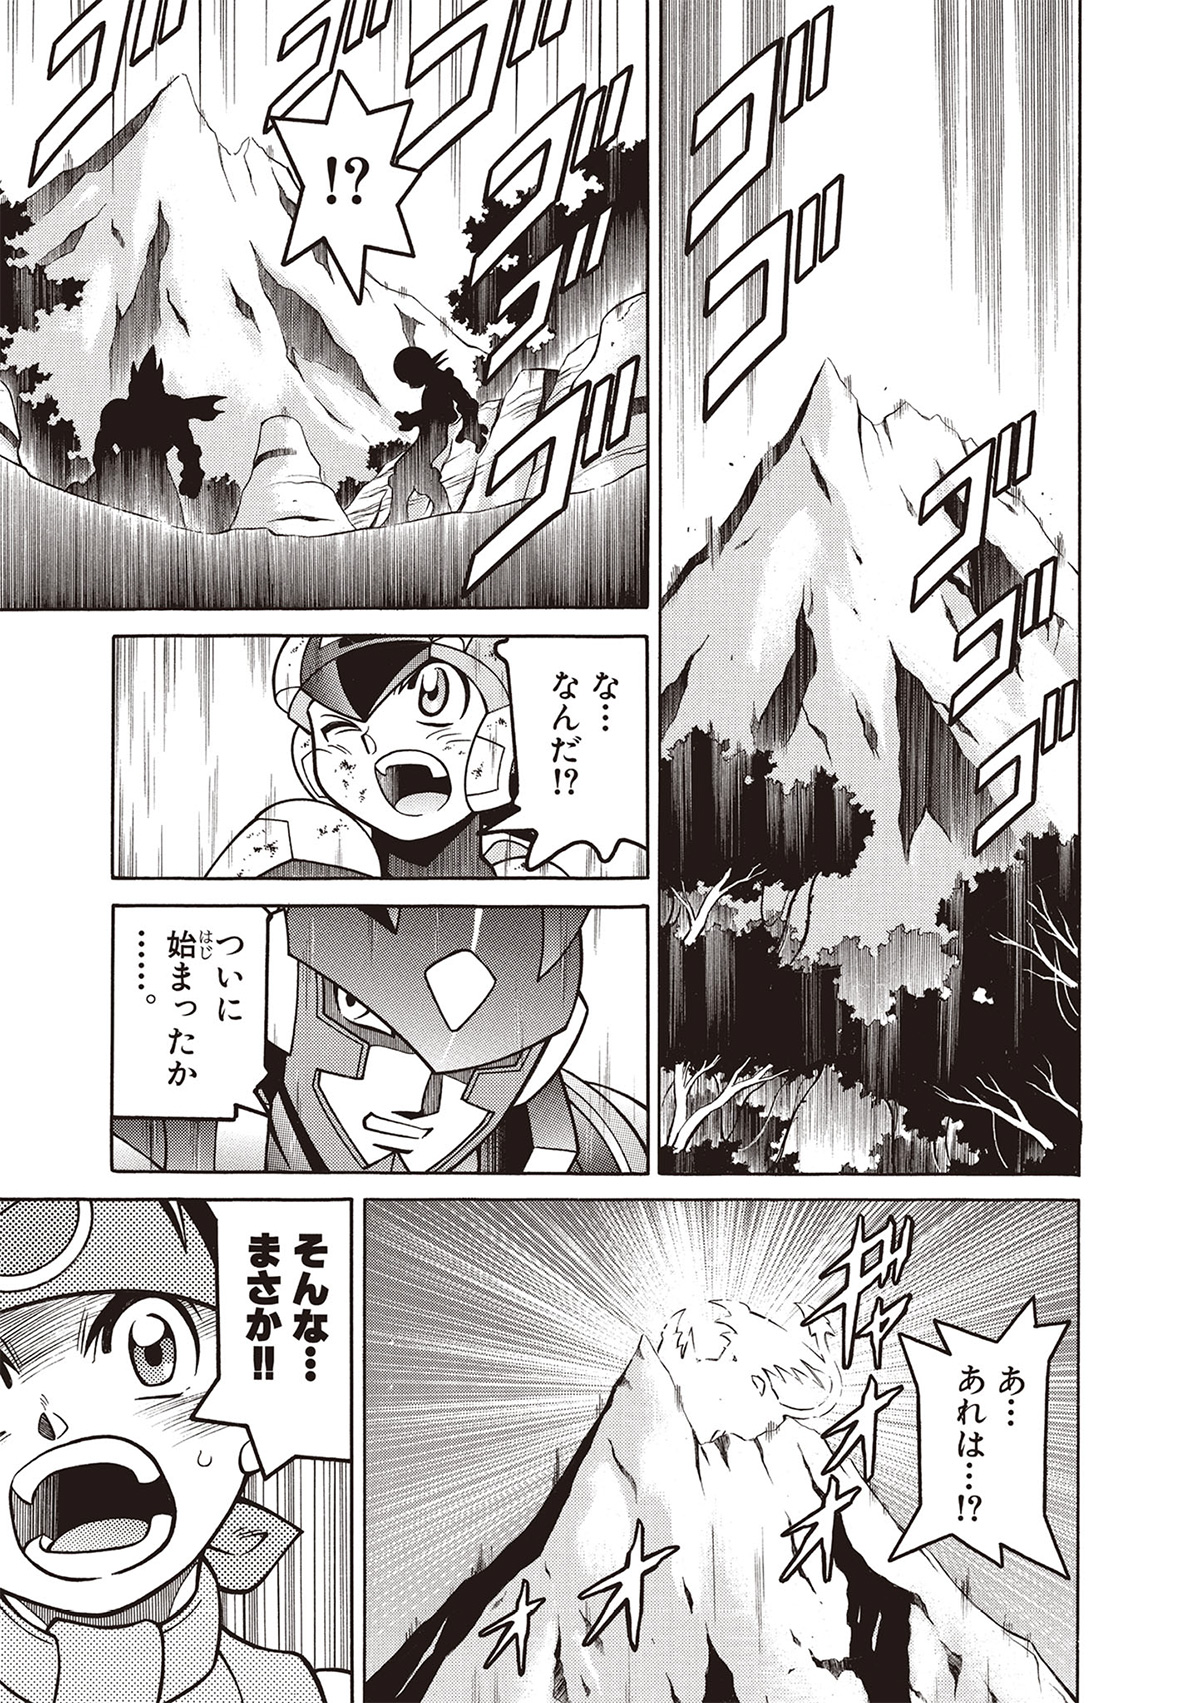 ゴゴゴゴゴ
ゴゴゴゴゴゴゴ
!?
な…
なんだ!?
ついに
始まったか
……。
はじ
あ…
あれは…!?
ギャオオオオ
そんな…
まさか!!